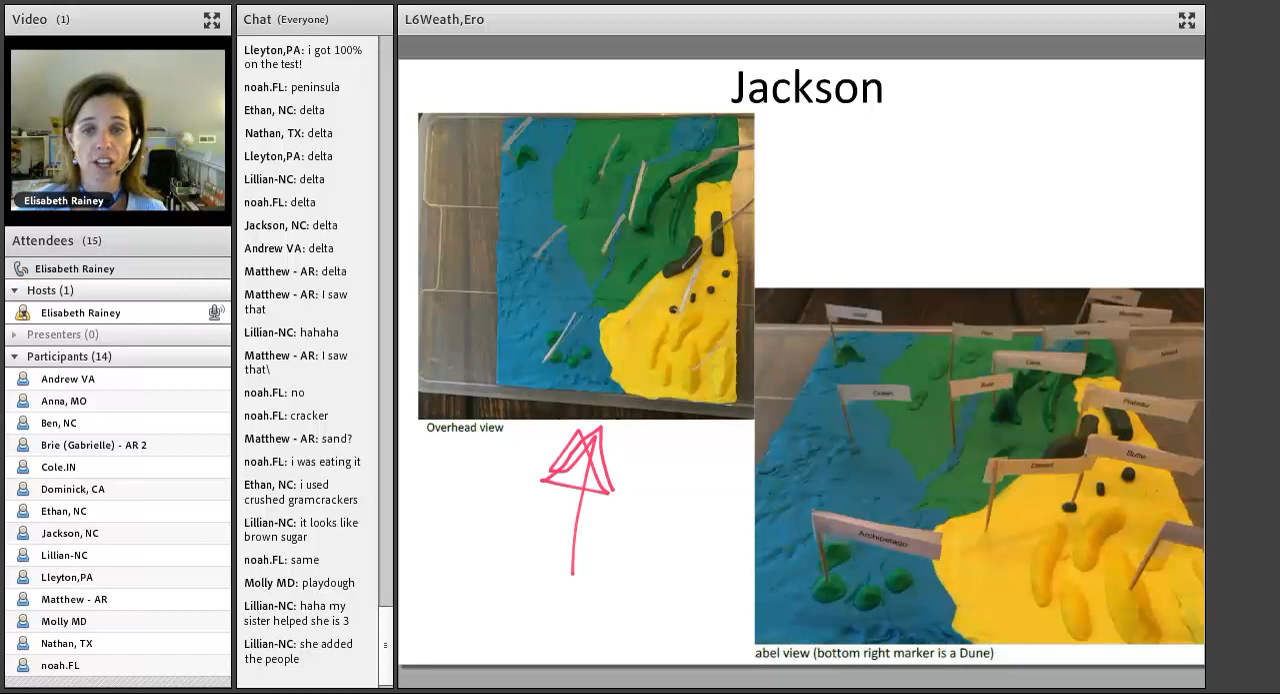 Video (1)
Elisabeth Rainey
Attendees (15)
Elisabeth Rainey
Hosts (1)
Elisabeth Rainey
Presenters (0)
Participants (14)
Andrew VA
Anna, MO
Ben, NC
Brie (Gabrielle) - AR 2
Cole.IN
Dominick, CA
Ethan, NC
Jackson, NC
Lillian-NC
Lleyton,PA
Matthew - AR
Molly MD
Nathan, TX
noah.FL
Chat (Everyone)
Lleyton,PA: i got 100%
on the test!
noah.FL: peninsula
Ethan, NC: delta
Nathan, TX: delta
Lleyton,PA: delta
Lillian-NC: delta
noah.FL: delta
Jackson, NC: delta
Andrew VA: delta
Matthew - AR: delta
Matthew - AR: I saw
that
Lillian-NC: hahaha
Matthew - AR: I saw
that\
noah.FL: no
noah.FL: cracker
Matthew - AR: sand?
noah.FL: i was eating it
Ethan, NC: i used
crushed gramcrackers
Lillian-NC: it looks like
brown sugar
noah.FL: same
Molly MD: playdough
Lillian-NC: haha my
sister helped she is 3
Lillian-NC: she added
the people
L6Weath,Ero
Jackson
Overhead view
Island
Mountain
Plain
Ocean
River
Plateau
Butte
Desert
Archipelago
abel view (bottom right marker is a Dune)